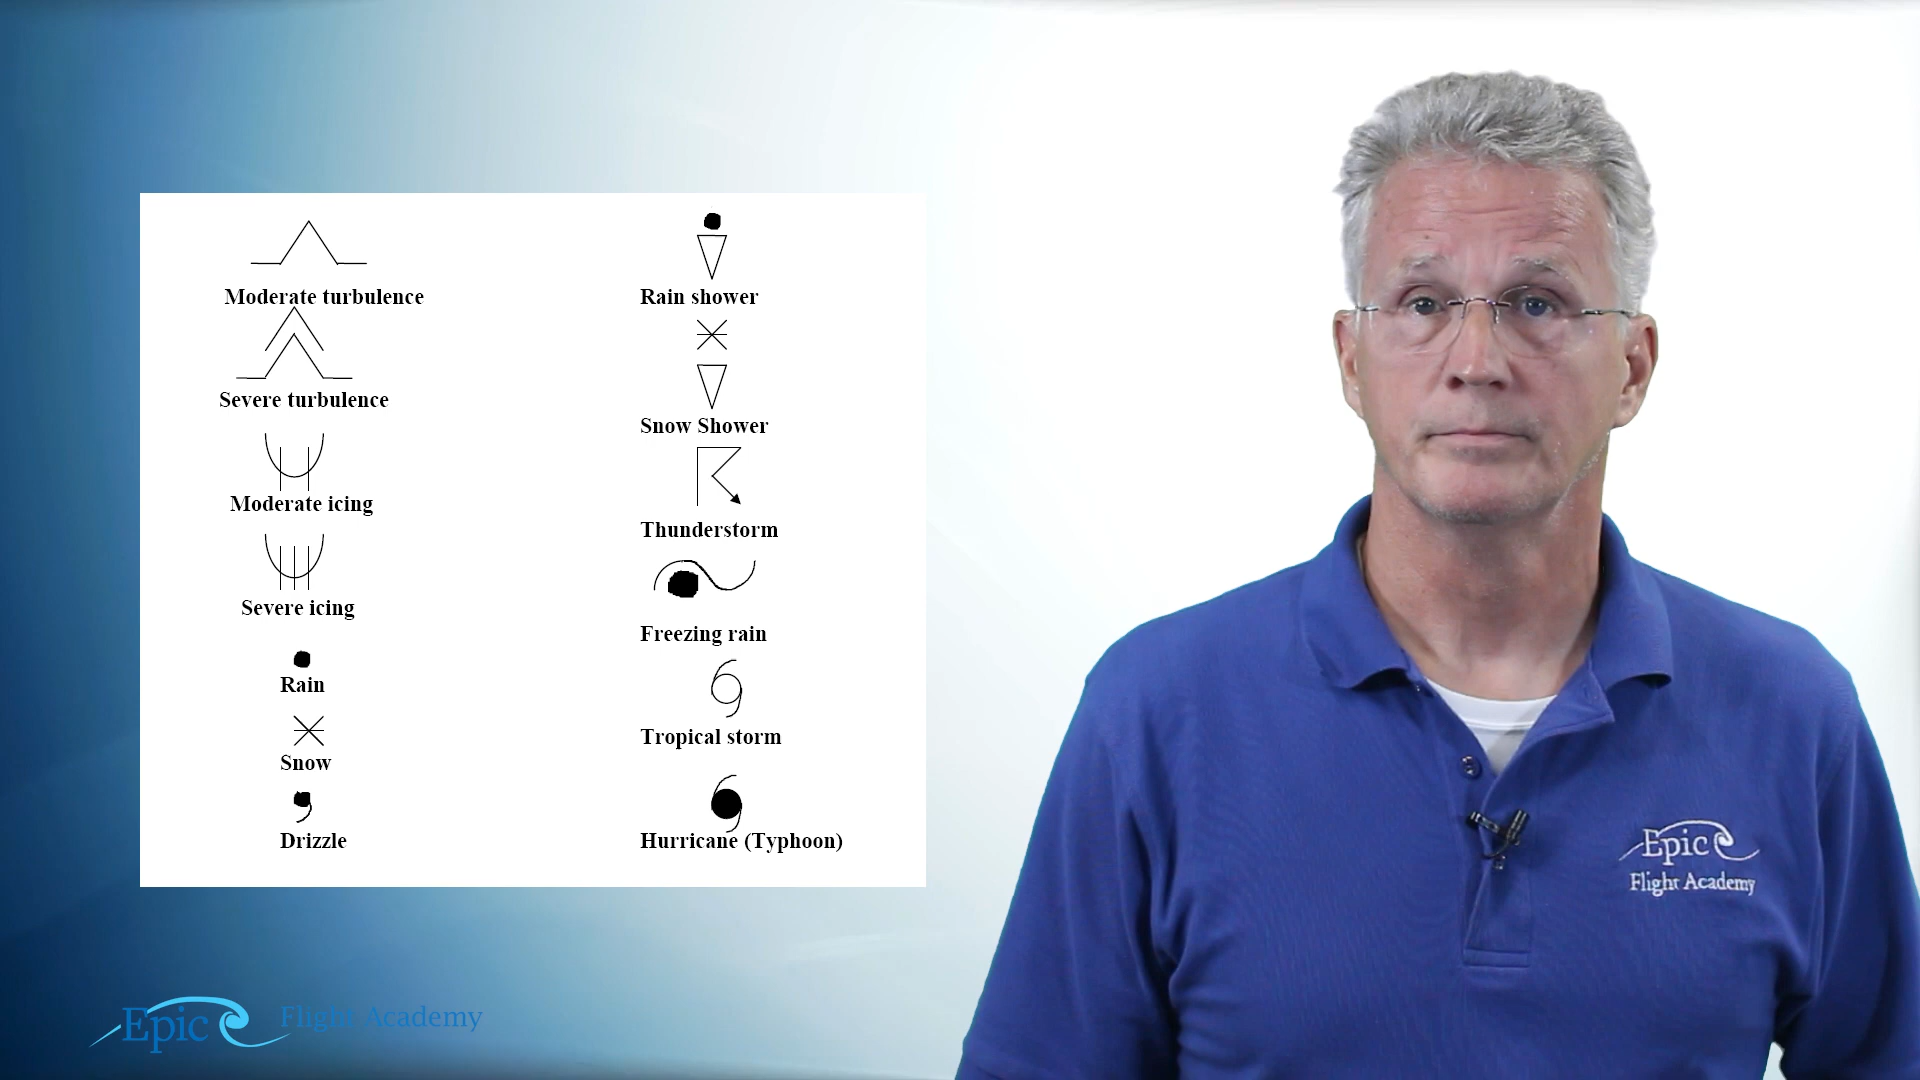 Moderate turbulence
Severe turbulence
Moderate icing
Severe icing
Rain
Snow
Drizzle
Rain shower
Snow Shower
Thunderstorm
Freezing rain
Tropical storm
Hurricane (Typhoon)
Epic
Flight Academy
Epic Flight Academy